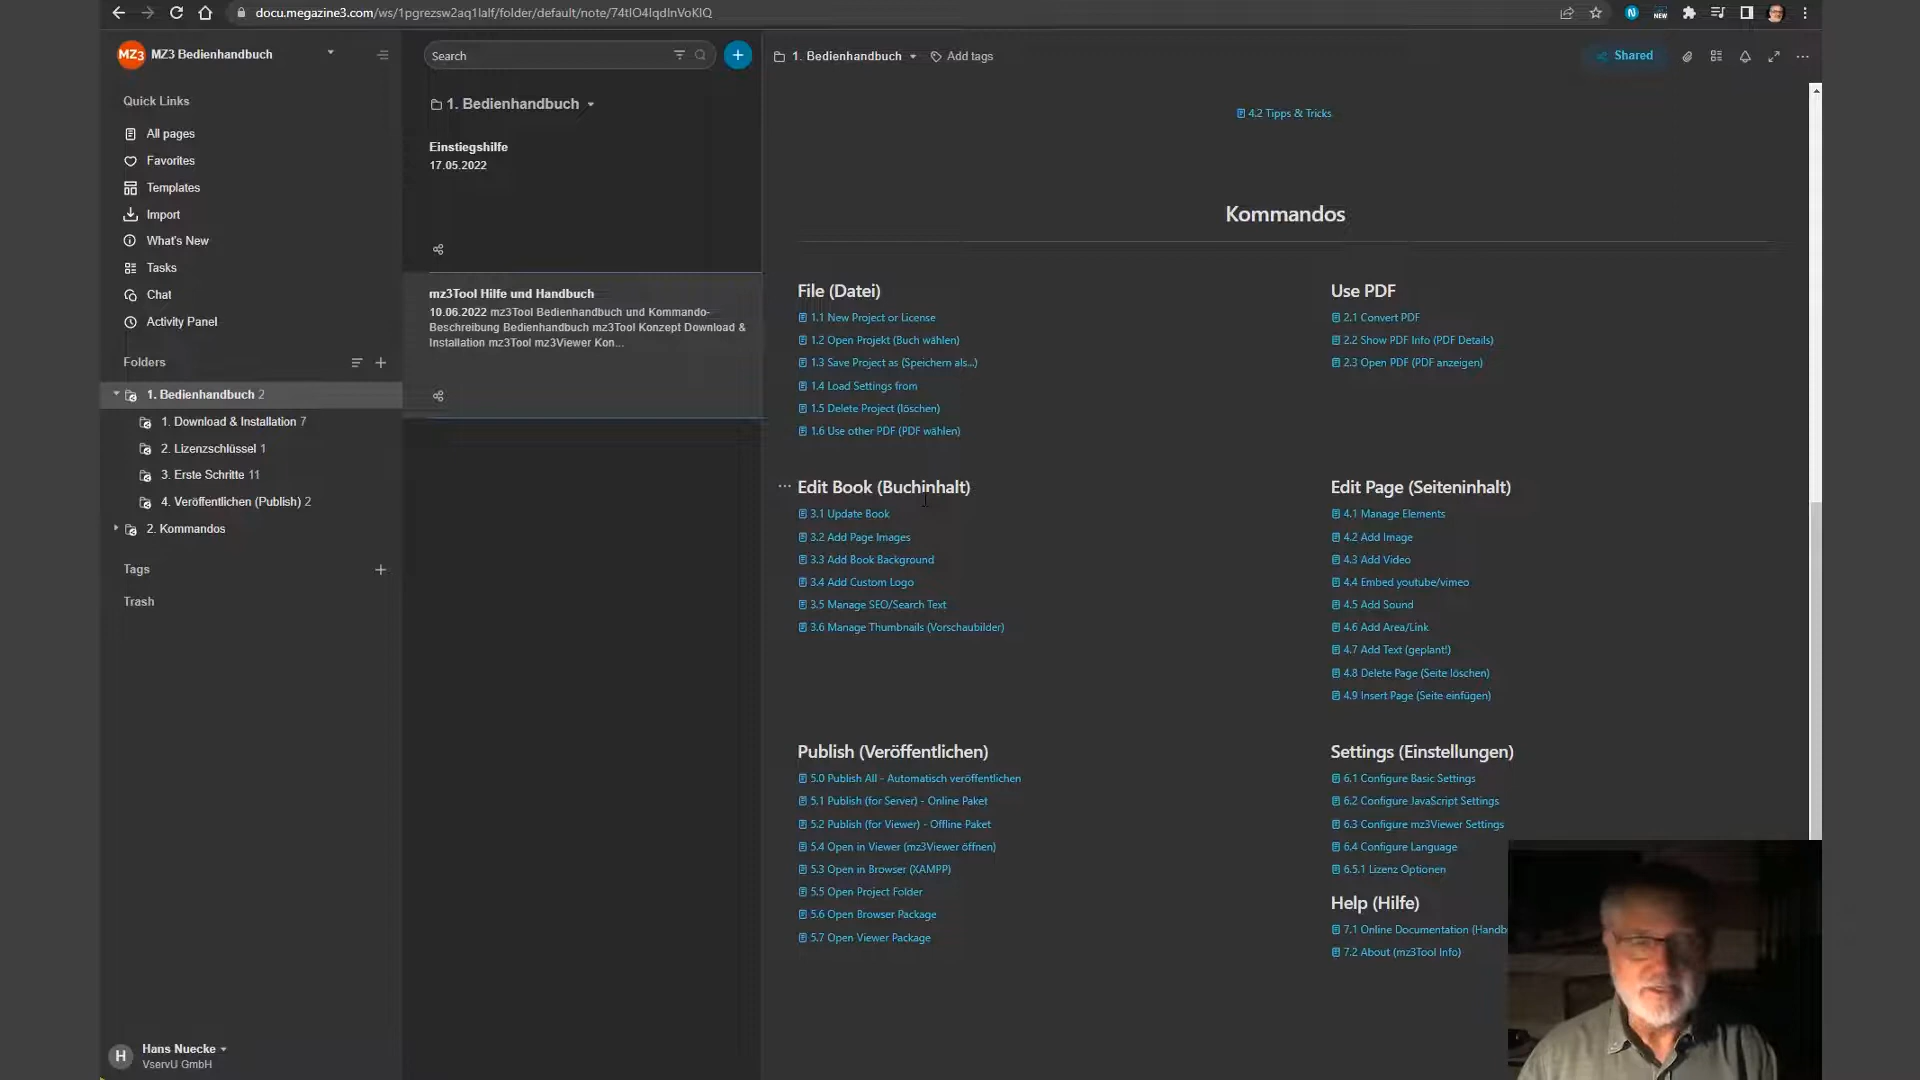 docu.megazine3.com/ws/1pgrezsw2aq1lalf/folder/default/note/74tIO4IqdInVoKIQ
NEW
MZ3 MZ3 Bedienhandbuch
Quick Links
All pages
Favorites
Templates
Import
What's New
Tasks
Chat
Activity Panel
Folders
1. Bedienhandbuch 2
1. Download & Installation 7
2. Lizenzschlüssel 1
3. Erste Schritte 11
4. Veröffentlichen (Publish) 2
2. Kommandos
Tags
Trash
H Hans Nuecke
VservU GmbH
Search
1. Bedienhandbuch
Einstiegshilfe
17.05.2022
mz3Tool Hilfe und Handbuch
10.06.2022 mz3Tool Bedienhandbuch und Kommando-
Beschreibung Bedienhandbuch mz3Tool Konzept Download &
Installation mz3Tool mz3Viewer Kon...
1. Bedienhandbuch Add tags
Shared
4.2 Tipps & Tricks
Kommandos
File (Datei)
1.1 New Project or License
1.2 Open Projekt (Buch wählen)
1.3 Save Project as (Speichern als...)
1.4 Load Settings from
1.5 Delete Project (löschen)
1.6 Use other PDF (PDF wählen)
Use PDF
2.1 Convert PDF
2.2 Show PDF Info (PDF Details)
2.3 Open PDF (PDF anzeigen)
Edit Book (Buchinhalt)
3.1 Update Book
3.2 Add Page Images
3.3 Add Book Background
3.4 Add Custom Logo
3.5 Manage SEO/Search Text
3.6 Manage Thumbnails (Vorschaubilder)
Edit Page (Seiteninhalt)
4.1 Manage Elements
4.2 Add Image
4.3 Add Video
4.4 Embed youtube/vimeo
4.5 Add Sound
4.6 Add Area/Link
4.7 Add Text (geplant!)
4.8 Delete Page (Seite löschen)
4.9 Insert Page (Seite einfügen)
Publish (Veröffentlichen)
5.0 Publish All - Automatisch veröffentlichen
5.1 Publish (for Server) - Online Paket
5.2 Publish (for Viewer) - Offline Paket
5.4 Open in Viewer (mz3Viewer öffnen)
5.3 Open in Browser (XAMPP)
5.5 Open Project Folder
5.6 Open Browser Package
5.7 Open Viewer Package
Settings (Einstellungen)
6.1 Configure Basic Settings
6.2 Configure JavaScript Settings
6.3 Configure mz3Viewer Settings
6.4 Configure Language
6.5.1 Lizenz Optionen
Help (Hilfe)
7.1 Online Documentation (Handb
7.2 About (mz3Tool Info)